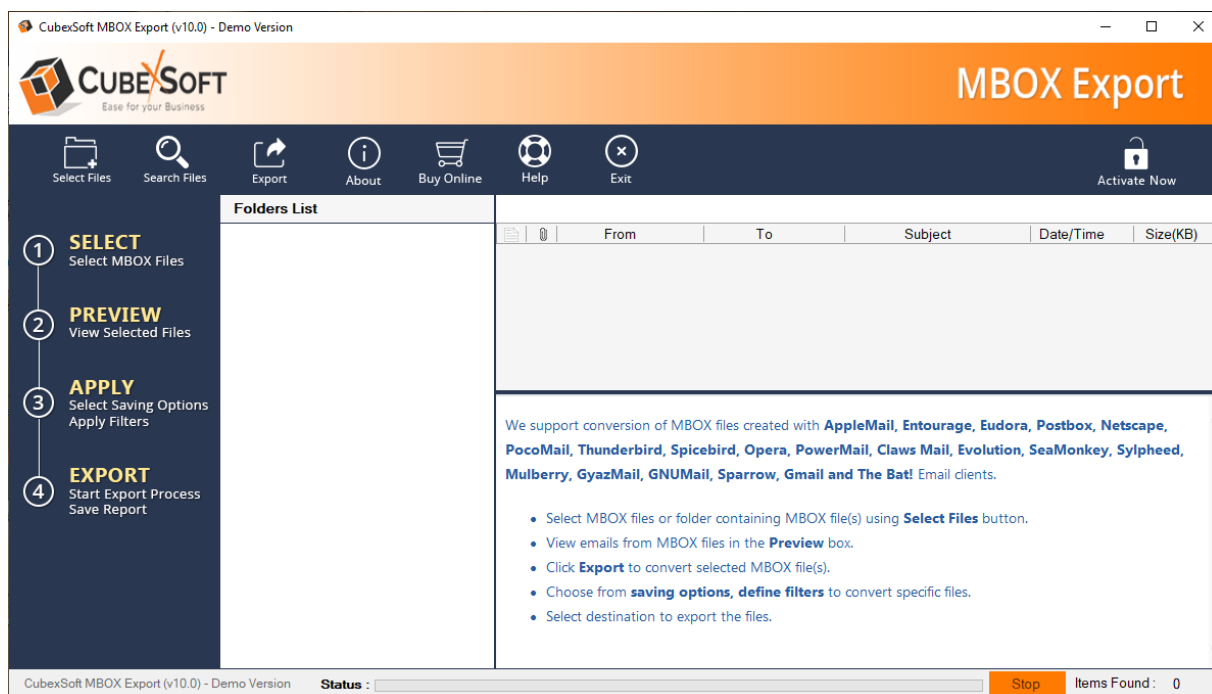 CubexSoft MBOX Export (v10.0) - Demo Version
CUBEXSOFT
Ease for your Business
MBOX Export
Select Files
Search Files
Export
About
Buy Online
Help
Exit
Activate Now
1
SELECT
Select MBOX Files
2
PREVIEW
View Selected Files
3
APPLY
Select Saving Options
Apply Filters
4
EXPORT
Start Export Process
Save Report
Folders List
From To Subject Date/Time Size(KB)
We support conversion of MBOX files created with AppleMail, Entourage, Eudora, Postbox, Netscape,
PocoMail, Thunderbird, Spicebird, Opera, PowerMail, Claws Mail, Evolution, SeaMonkey, Sylpheed,
Mulberry, GyazMail, GNUMail, Sparrow, Gmail and The Bat! Email clients.
• Select MBOX files or folder containing MBOX file(s) using Select Files button.
• View emails from MBOX files in the Preview box.
• Click Export to convert selected MBOX file(s).
• Choose from saving options, define filters to convert specific files.
• Select destination to export the files.
CubexSoft MBOX Export (v10.0) - Demo Version
Status :
Stop
Items Found : 0